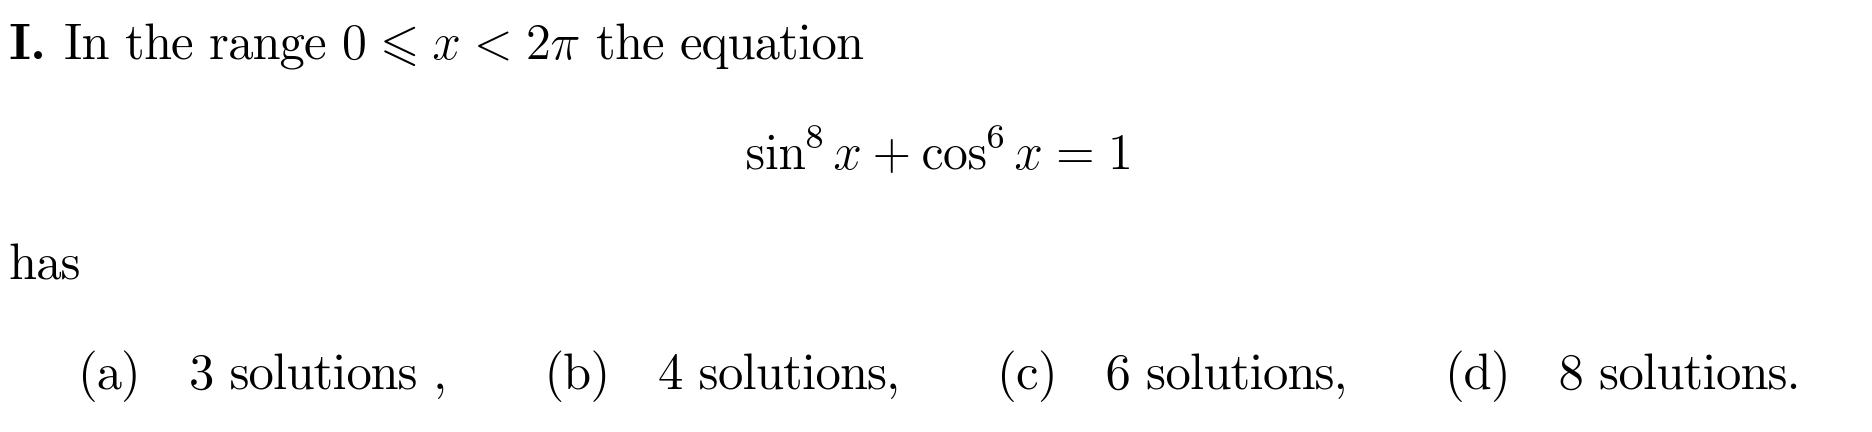 I. In the range 0 ⩽ x < 2π the equation
sin⁸ x + cos⁶ x = 1
has
(a) 3 solutions , (b) 4 solutions, (c) 6 solutions, (d) 8 solutions.